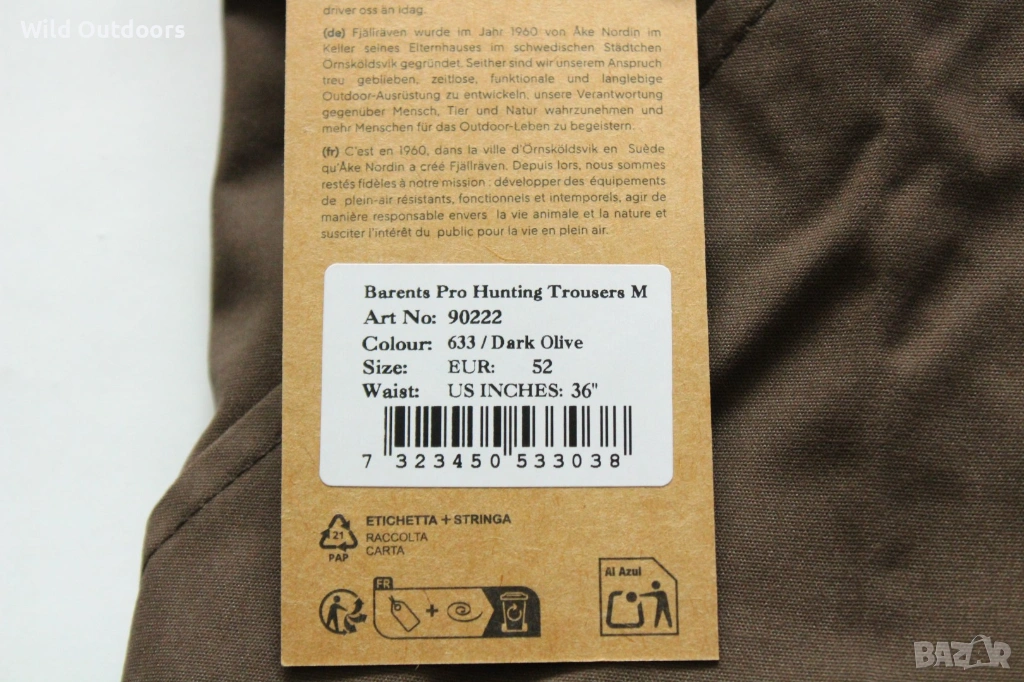 Wild Outdoors
driver oss än idag.
(de) Fjällräven wurde im Jahr 1960 von Åke Nordin im
Keller seines Elternhauses im schwedischen Städtchen
Örnsköldsvik gegründet. Seither sind wir unserem Anspruch
treu geblieben, zeitlose, funktionale und langlebige
Outdoor-Ausrüstung zu entwickeln, unsere Verantwortung
gegenüber Mensch, Tier und Natur wahrzunehmen und
mehr Menschen für das Outdoor-Leben zu begeistern.
(fr) C'est en 1960, dans la ville d'Örnsköldsvik en Suède
qu'Åke Nordin a créé Fjällräven. Depuis lors, nous sommes
restés fidèles à notre mission : développer des équipements
de plein-air résistants, fonctionnels et intemporels, agir de
manière responsable envers la vie animale et la nature et
susciter l'intérêt du public pour la vie en plein air.
Barents Pro Hunting Trousers M
Art No: 90222
Colour: 633 / Dark Olive
Size: EUR: 52
Waist: US INCHES: 36"
7 323450 533038
21
PAP
ETICHETTA + STRINGA
RACCOLTA
CARTA
FR
Al Azul
BAZAR